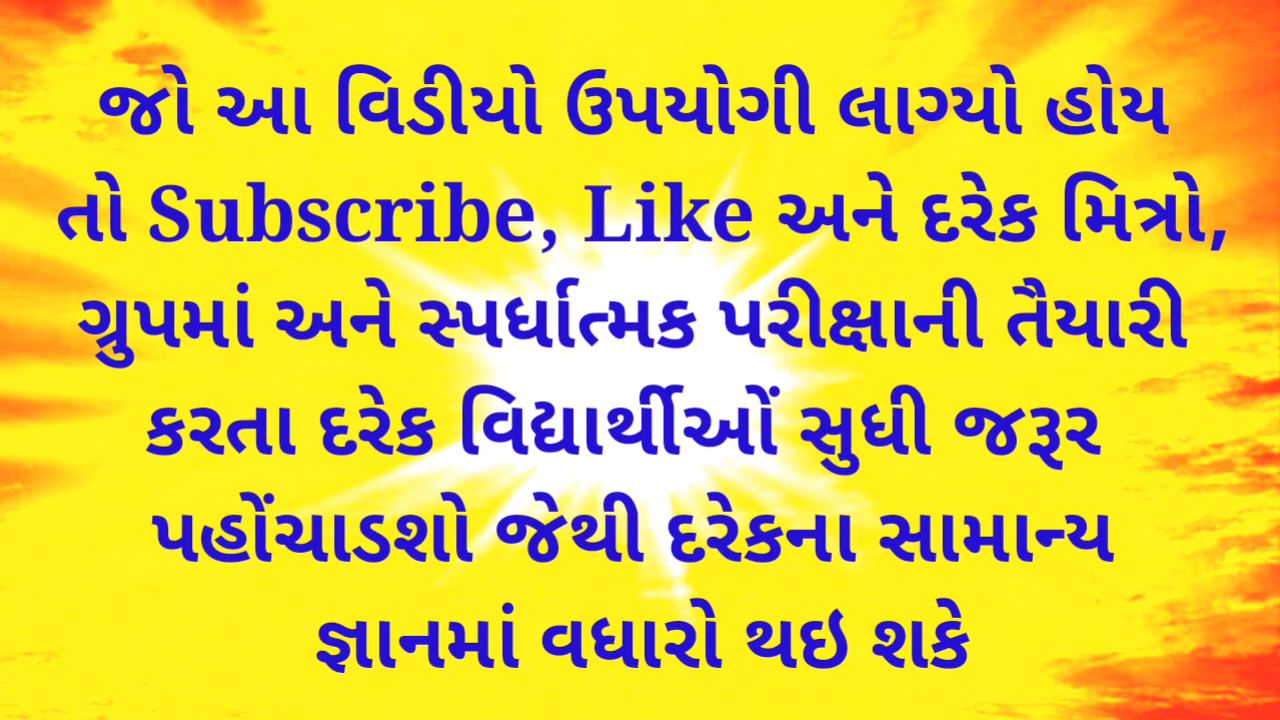 જો આ વિડીયો ઉપયોગી લાગ્યો હોય
તો Subscribe, Like અને દરેક મિત્રો,
ગ્રુપમાં અને સ્પર્ધાત્મક પરીક્ષાની તૈયારી
કરતા દરેક વિદ્યાર્થીઓં સુધી જરૂર
પહોંચાડશો જેથી દરેકના સામાન્ય
જ્ઞાનમાં વધારો થઇ શકે